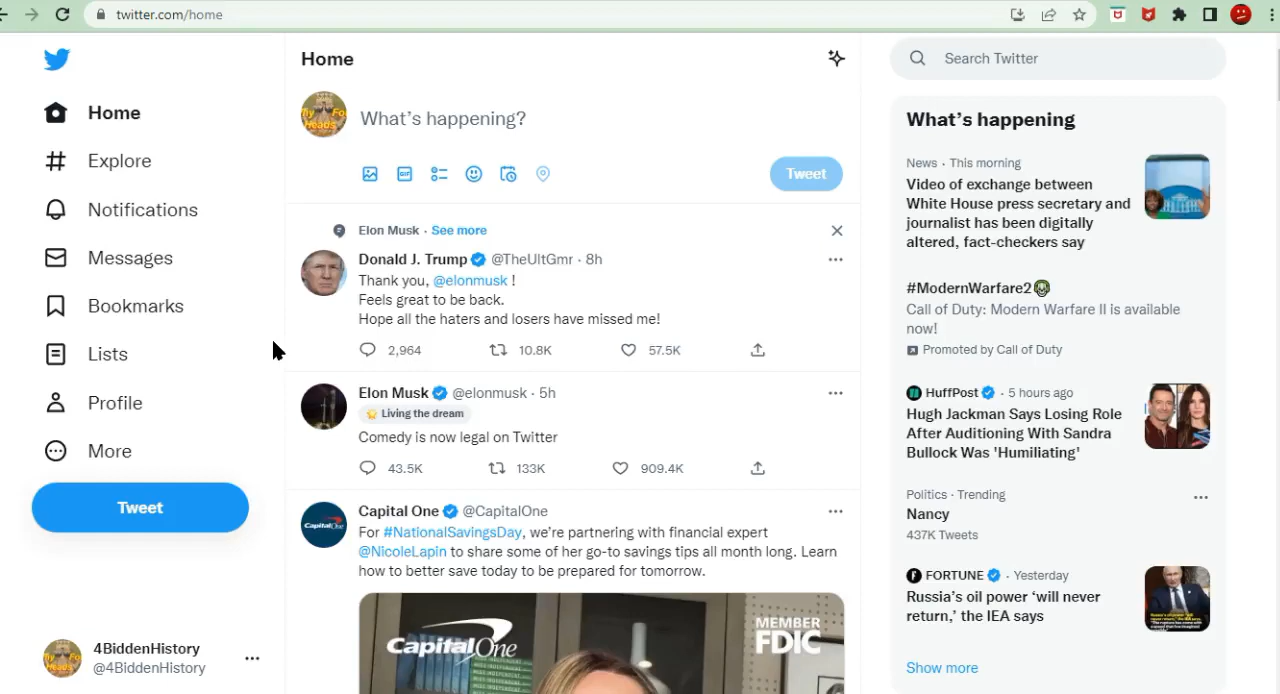 twitter.com/home
Home
Explore
Notifications
Messages
Bookmarks
Lists
Profile
More
Tweet
4BiddenHistory
@4BiddenHistory
Home
What's happening?
GIF
Tweet
Elon Musk · See more
Donald J. Trump @TheUltGmr · 8h
Thank you, @elonmusk !
Feels great to be back.
Hope all the haters and losers have missed me!
2,964 10.8K 57.5K
Elon Musk @elonmusk · 5h
Living the dream
Comedy is now legal on Twitter
43.5K 133K 909.4K
Capital One @CapitalOne
For #NationalSavingsDay, we're partnering with financial expert
@NicoleLapin to share some of her go-to savings tips all month long. Learn
how to better save today to be prepared for tomorrow.
Capital One
MEMBER
FDIC
Search Twitter
What's happening
News · This morning
Video of exchange between
White House press secretary and
journalist has been digitally
altered, fact-checkers say
#ModernWarfare2
Call of Duty: Modern Warfare II is available
now!
Promoted by Call of Duty
HuffPost · 5 hours ago
Hugh Jackman Says Losing Role
After Auditioning With Sandra
Bullock Was 'Humiliating'
Politics · Trending
Nancy
437K Tweets
FORTUNE · Yesterday
Russia's oil power ‘will never
return,’ the IEA says
Show more